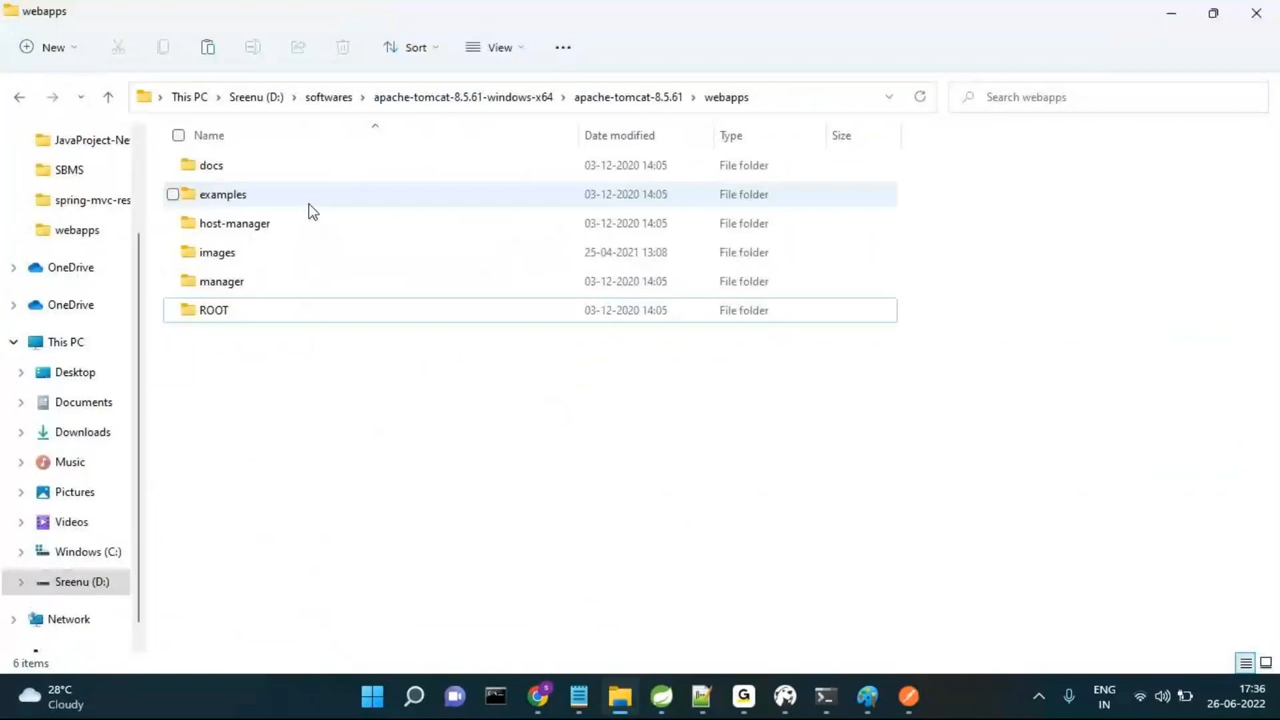 webapps
New
Sort
View
This PC > Sreenu (D:) > softwares > apache-tomcat-8.5.61-windows-x64 > apache-tomcat-8.5.61 > webapps
Search webapps
JavaProject-Ne
SBMS
spring-mvc-res
webapps
OneDrive
OneDrive
This PC
Desktop
Documents
Downloads
Music
Pictures
Videos
Windows (C:)
Sreenu (D:)
Network
Name Date modified Type Size
docs 03-12-2020 14:05 File folder
examples 03-12-2020 14:05 File folder
host-manager 03-12-2020 14:05 File folder
images 25-04-2021 13:08 File folder
manager 03-12-2020 14:05 File folder
ROOT 03-12-2020 14:05 File folder
6 items
28°C
Cloudy
5
G
ENG
IN
17:36
26-06-2022